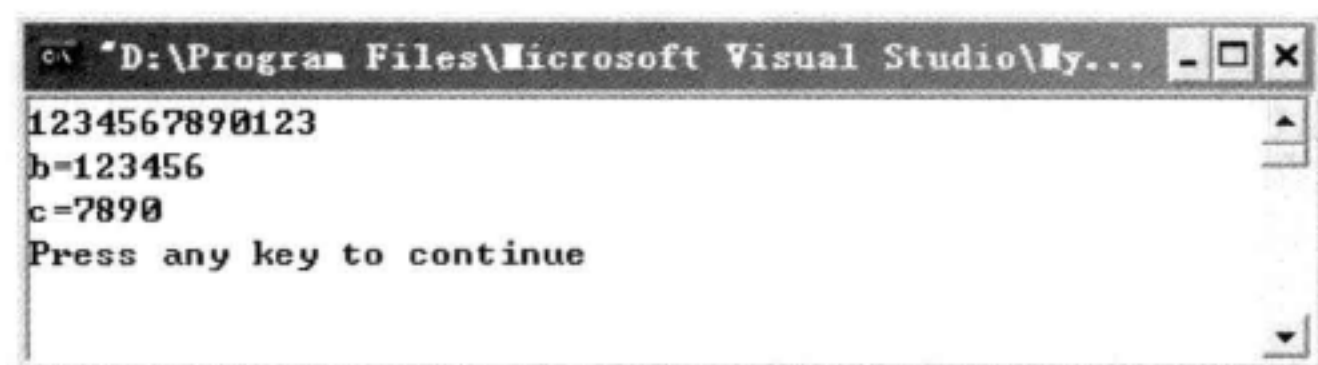 "D:\Program Files\Microsoft Visual Studio\My...
1234567890123
b=123456
c=7890
Press any key to continue